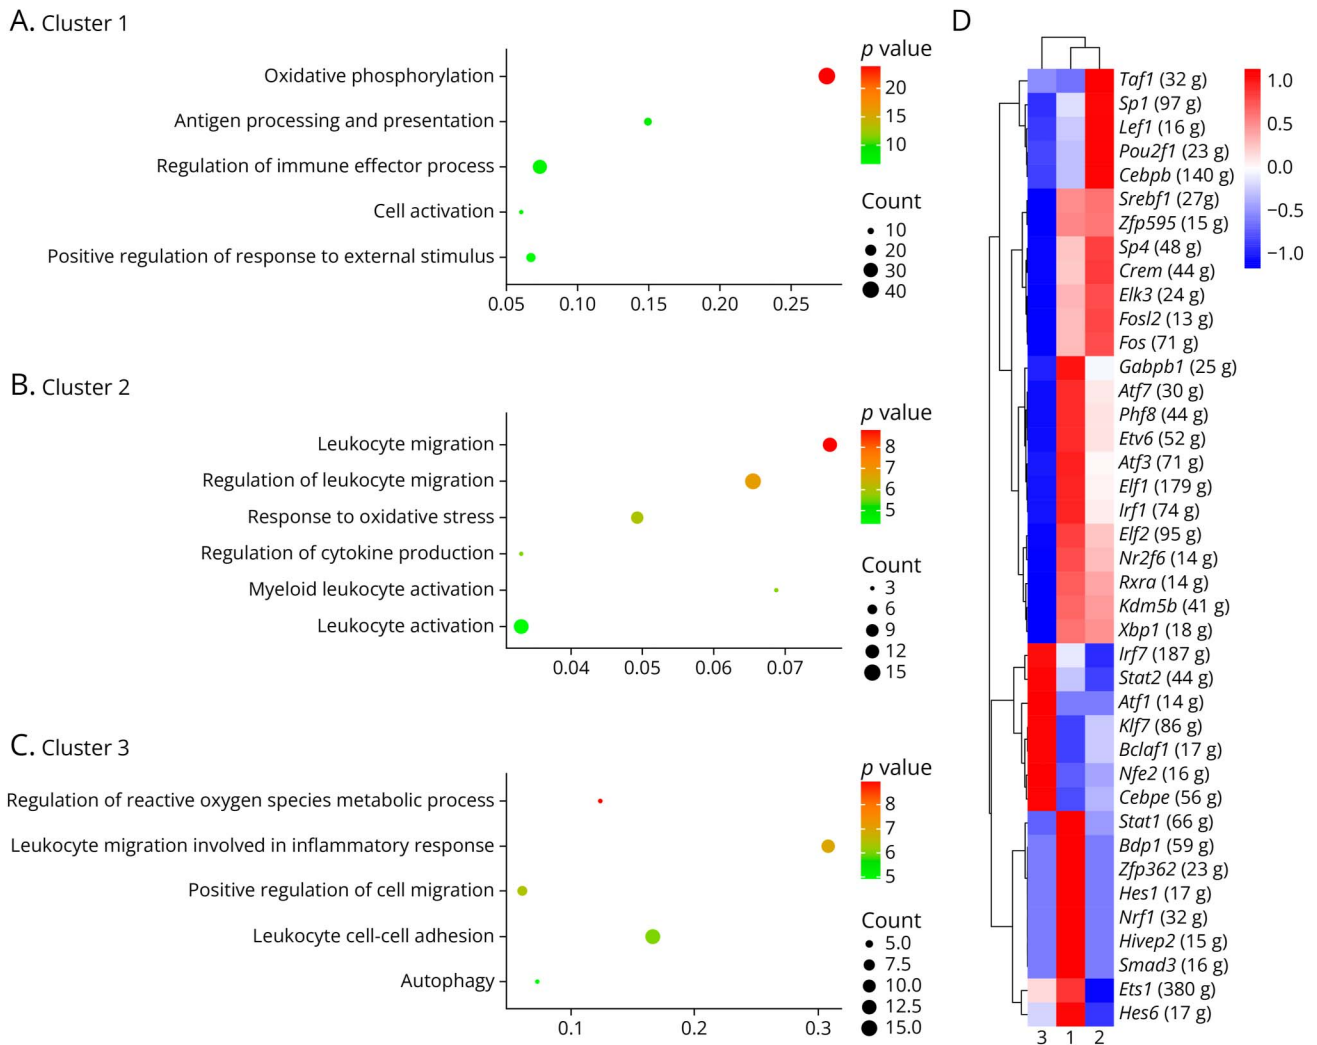 A. Cluster 1
Oxidative phosphorylation
Antigen processing and presentation
Regulation of immune effector process
Cell activation
Positive regulation of response to external stimulus
0.05 0.10 0.15 0.20 0.25
p value
20
15
10
Count
10
20
30
40
B. Cluster 2
Leukocyte migration
Regulation of leukocyte migration
Response to oxidative stress
Regulation of cytokine production
Myeloid leukocyte activation
Leukocyte activation
0.04 0.05 0.06 0.07
p value
8
7
6
5
Count
3
6
9
12
15
C. Cluster 3
Regulation of reactive oxygen species metabolic process
Leukocyte migration involved in inflammatory response
Positive regulation of cell migration
Leukocyte cell-cell adhesion
Autophagy
0.1 0.2 0.3
p value
8
7
6
5
Count
5.0
7.5
10.0
12.5
15.0
D
Taf1 (32 g)
Sp1 (97 g)
Lef1 (16 g)
Pou2f1 (23 g)
Cebpb (140 g)
Srebf1 (27g)
Zfp595 (15 g)
Sp4 (48 g)
Crem (44 g)
Elk3 (24 g)
Fosl2 (13 g)
Fos (71 g)
Gabpb1 (25 g)
Atf7 (30 g)
Phf8 (44 g)
Etv6 (52 g)
Atf3 (71 g)
Elf1 (179 g)
Irf1 (74 g)
Elf2 (95 g)
Nr2f6 (14 g)
Rxra (14 g)
Kdm5b (41 g)
Xbp1 (18 g)
Irf7 (187 g)
Stat2 (44 g)
Atf1 (14 g)
Klf7 (86 g)
Bclaf1 (17 g)
Nfe2 (16 g)
Cebpe (56 g)
Stat1 (66 g)
Bdp1 (59 g)
Zfp362 (23 g)
Hes1 (17 g)
Nrf1 (32 g)
Hivep2 (15 g)
Smad3 (16 g)
Ets1 (380 g)
Hes6 (17 g)
3 1 2
1.0
0.5
0.0
−0.5
−1.0